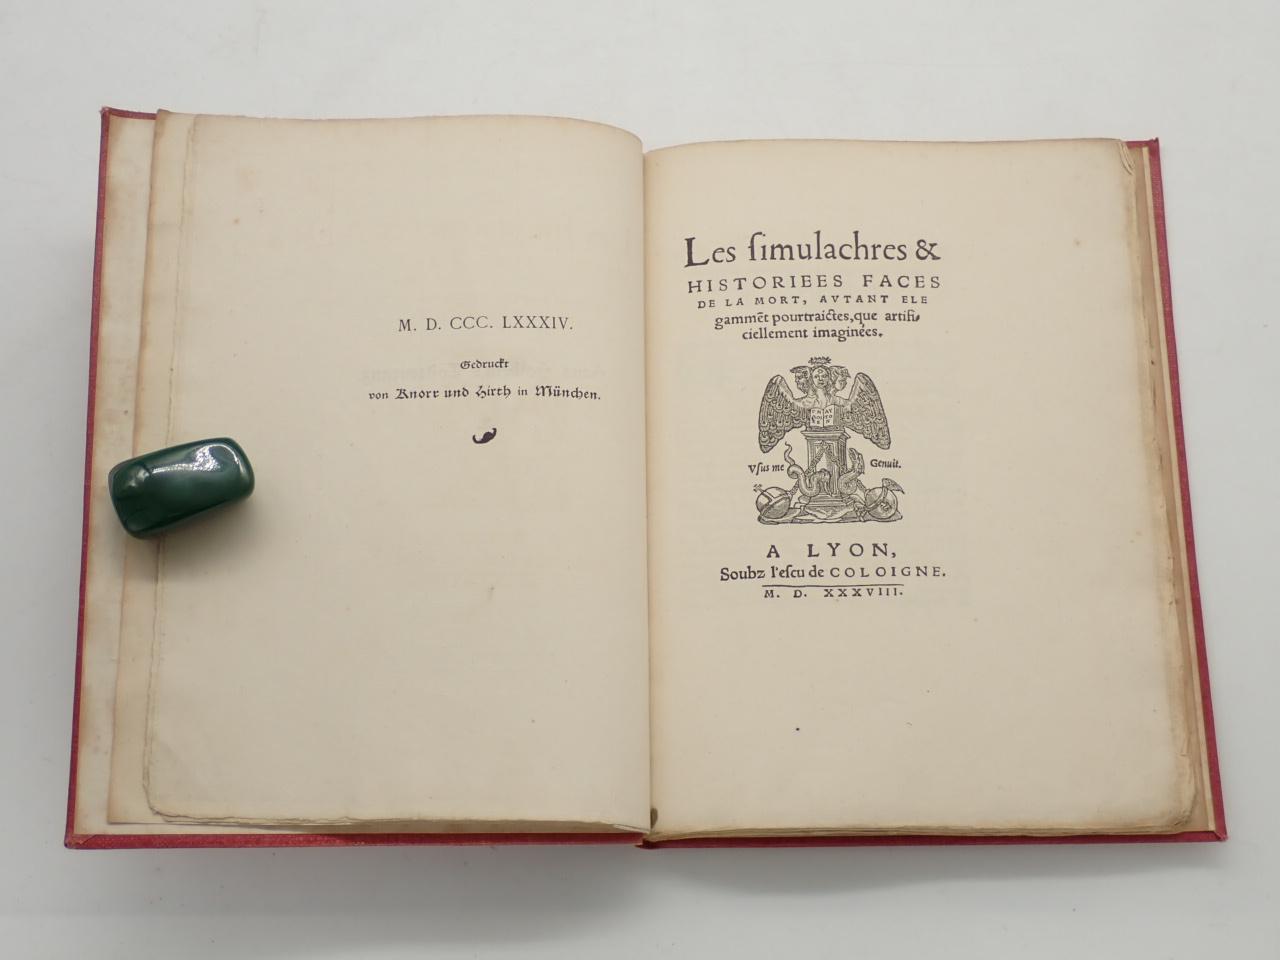 M. D. CCC. LXXXIV.
Gedruckt
von Knorr und Hirth in München.
Les ſimulachres &
HISTORIEES FACES
DE LA MORT, AVTANT ELE
gammẽt pourtraictes,que artifi
ciellement imaginées.
Vſus me Genuit.
A LYON,
Soubz l'eſcu de COLOIGNE.
M. D. XXXVIII.